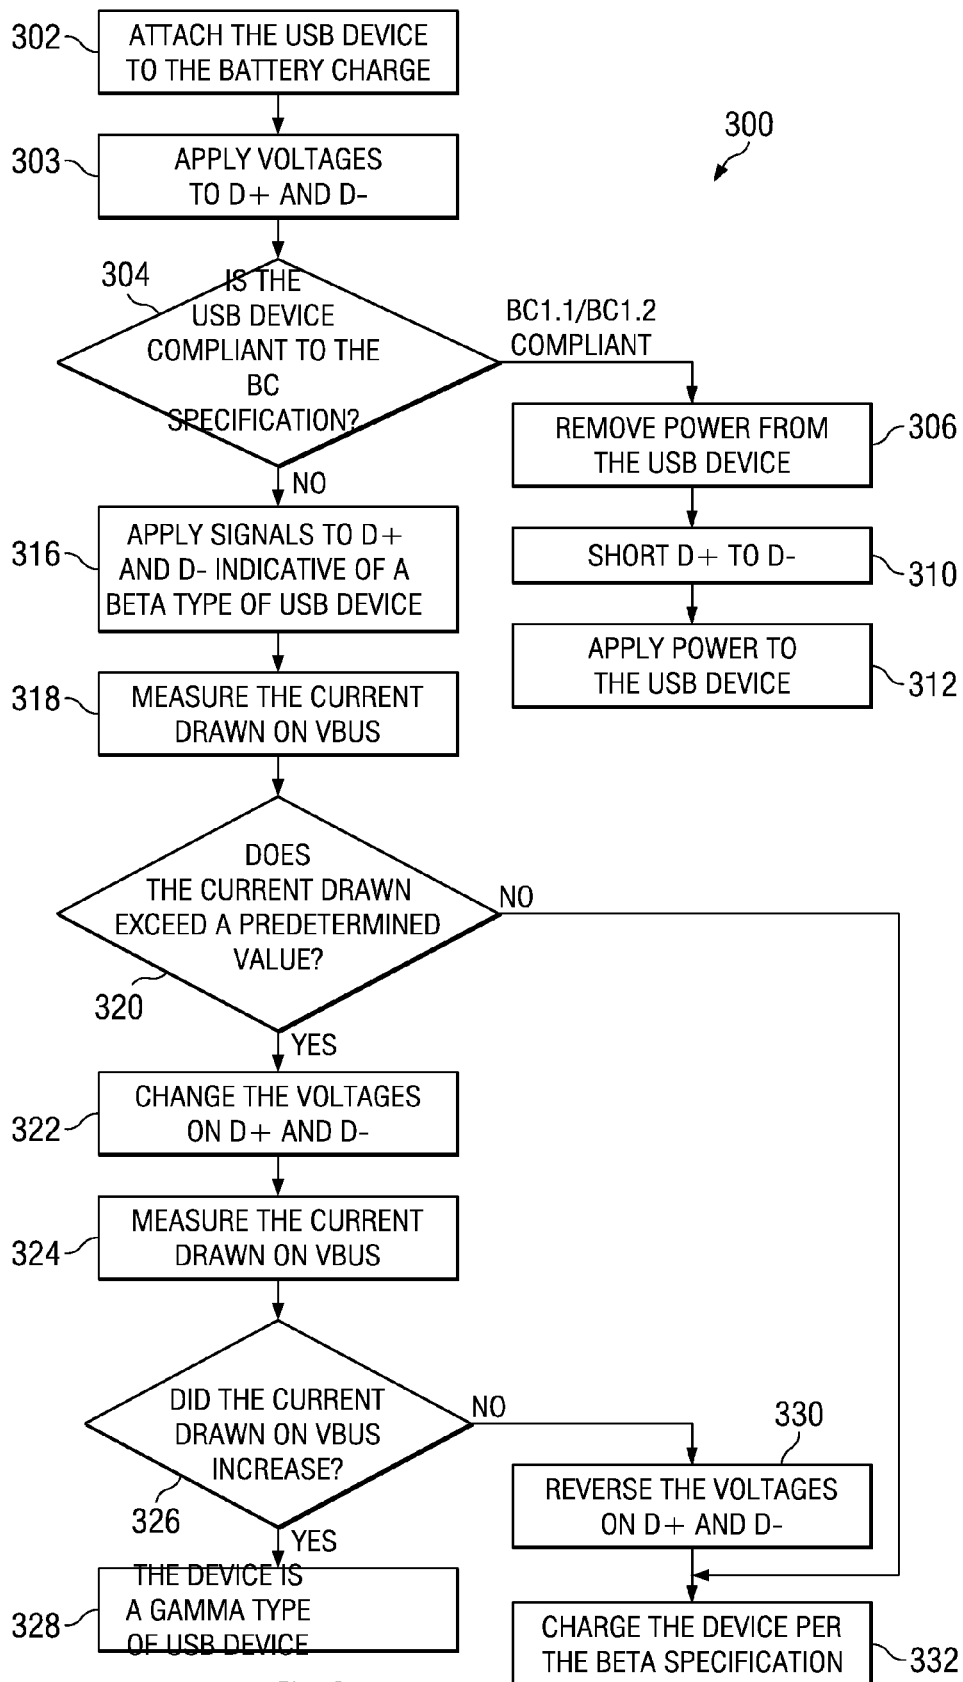 302
ATTACH THE USB DEVICE
TO THE BATTERY CHARGE
303
APPLY VOLTAGES
TO D+ AND D-
300
304
IS THE
USB DEVICE
COMPLIANT TO THE
BC
SPECIFICATION?
BC1.1/BC1.2
COMPLIANT
NO
REMOVE POWER FROM
THE USB DEVICE
306
SHORT D+ TO D-
310
APPLY POWER TO
THE USB DEVICE
312
316
APPLY SIGNALS TO D+
AND D- INDICATIVE OF A
BETA TYPE OF USB DEVICE
318
MEASURE THE CURRENT
DRAWN ON VBUS
DOES
THE CURRENT DRAWN
EXCEED A PREDETERMINED
VALUE?
320
NO
YES
322
CHANGE THE VOLTAGES
ON D+ AND D-
324
MEASURE THE CURRENT
DRAWN ON VBUS
DID THE CURRENT
DRAWN ON VBUS
INCREASE?
326
NO
YES
330
REVERSE THE VOLTAGES
ON D+ AND D-
328
THE DEVICE IS
A GAMMA TYPE
OF USB DEVICE
CHARGE THE DEVICE PER
THE BETA SPECIFICATION
332